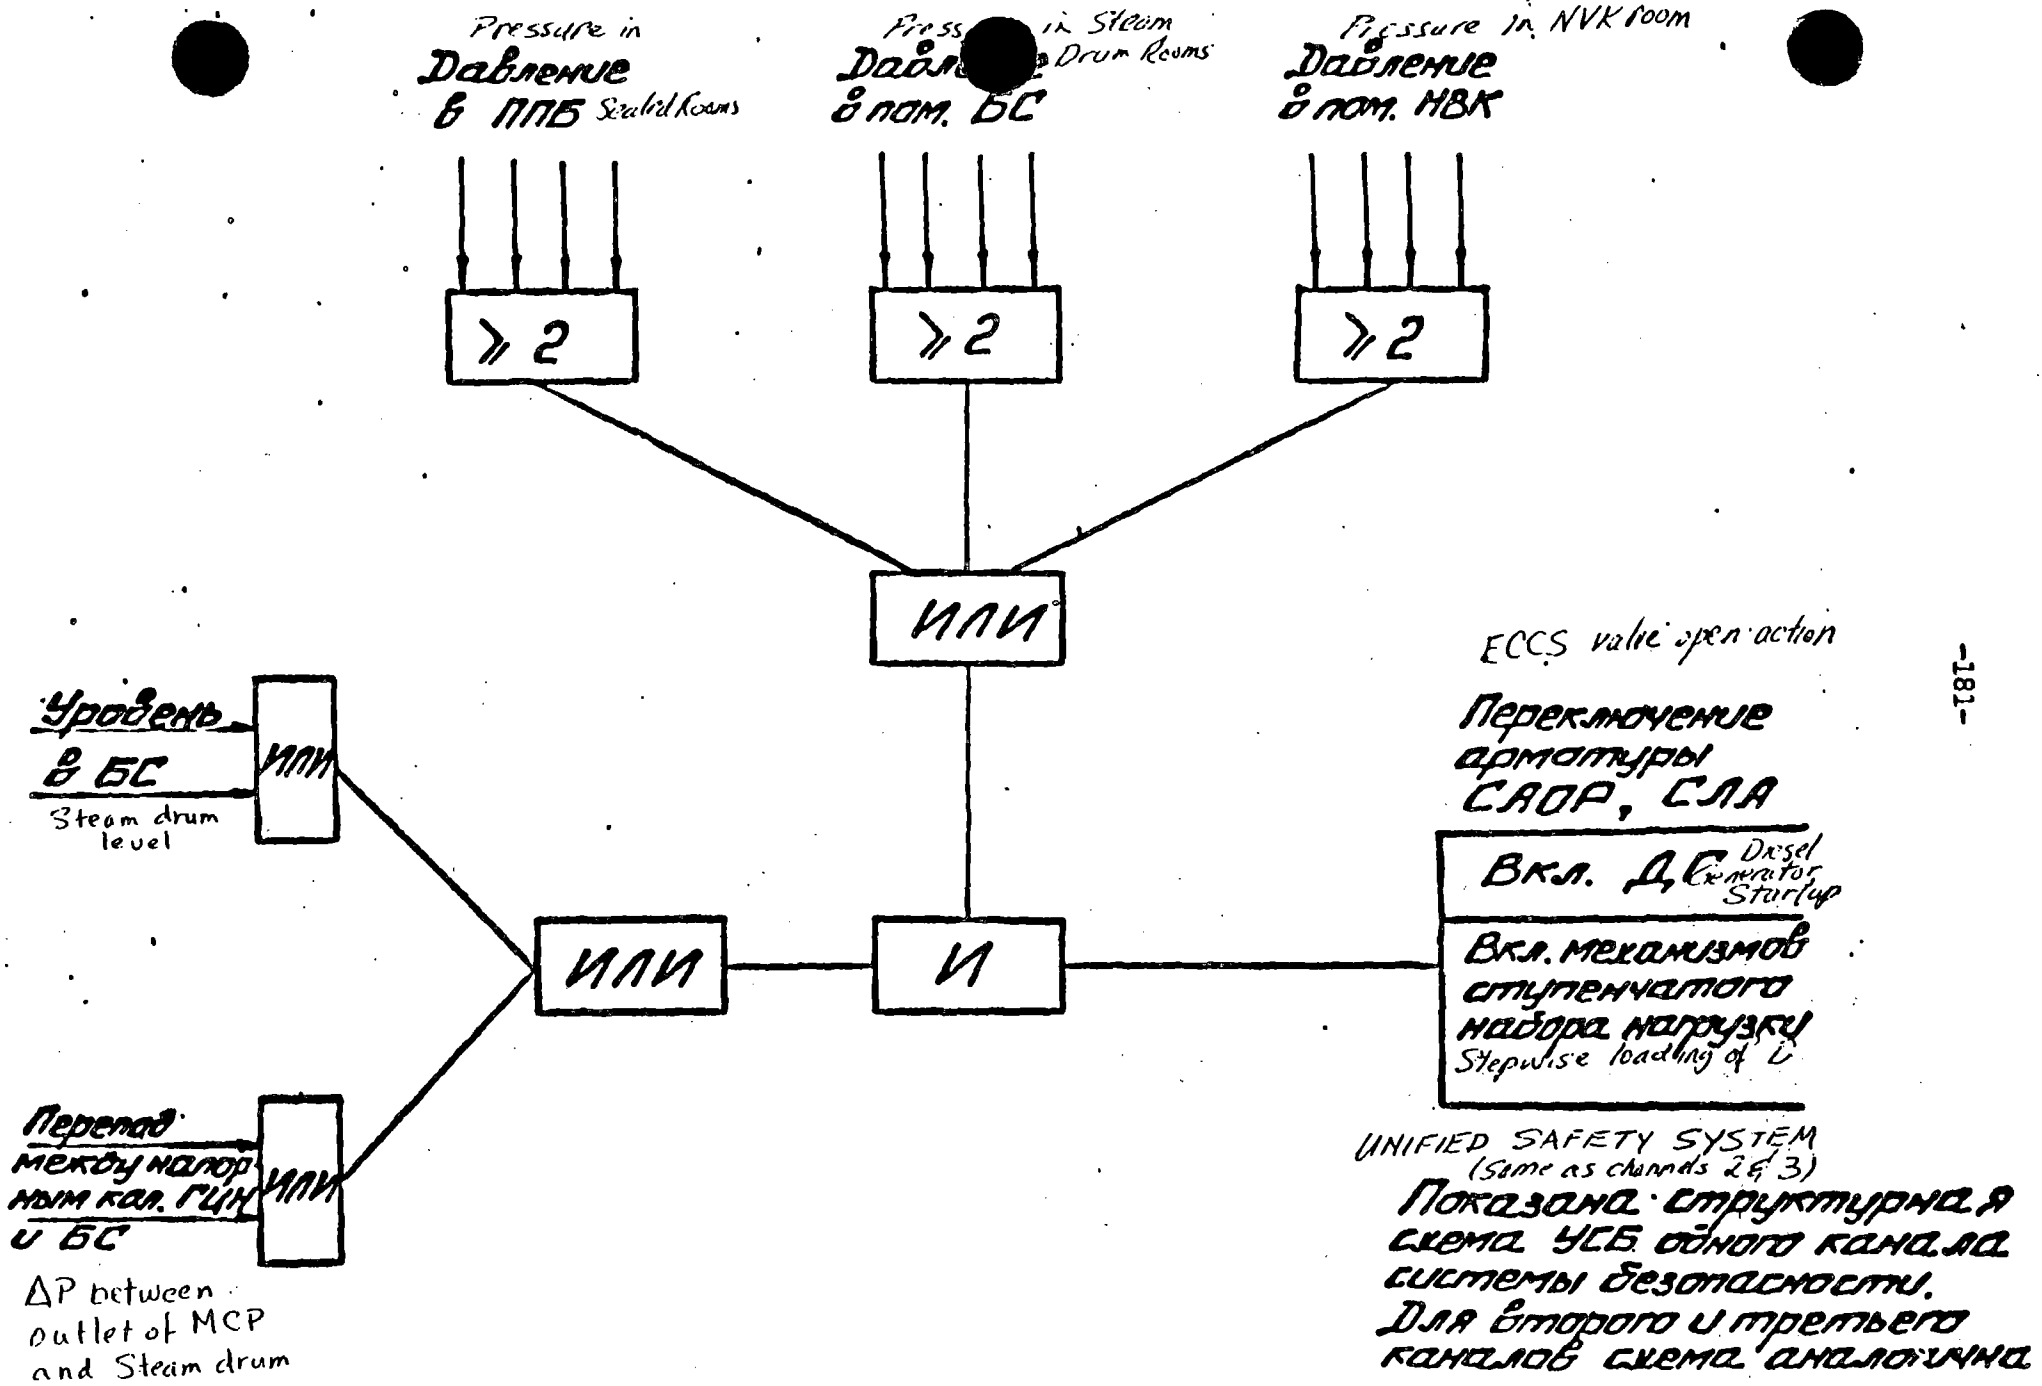 Pressure in
Давление
в ППБ Sealed Rooms
in Steam
Drum Rooms
в пом. БС
Pressure in NVK room
Давление
в пом. НВК
⩾ 2
⩾ 2
⩾ 2
ИЛИ
ECCS valve open action
-181-
Уровень
в БС
Steam drum
level
ИЛИ
Переключение
арматуры
САОР, СЛА
Вкл. ДГ Diesel
Generator
Startup
ИЛИ
И
Вкл. механизмов
ступенчатого
набора нагрузки
Stepwise loading of
Перепад
между напор
ным кал. ГЦН
и БС
ИЛИ
ΔP between
outlet of MCP
and Steam drum
UNIFIED SAFETY SYSTEM
(Same as channels 2 & 3)
Показана структурная
схема УСБ одного канала
системы безопасности.
Для второго и третьего
каналов схема аналогична